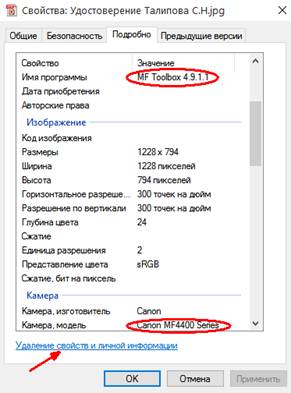 Свойства: Удостоверение Талипова С.Н.jpg
Общие Безопасность Подробно Предыдущие версии
Свойство Значение
Имя программы MF Toolbox 4.9.1.1
Дата приобретения
Авторские права
Изображение
Код изображения
Размеры 1228 x 794
Ширина 1228 пикселей
Высота 794 пикселей
Горизонтальное разреше... 300 точек на дюйм
Разрешение по вертикали 300 точек на дюйм
Глубина цвета 24
Сжатие
Единица разрешения 2
Представление цвета sRGB
Сжатие, бит на пиксель
Камера
Камера, изготовитель Canon
Камера, модель Canon MF4400 Series
Удаление свойств и личной информации
ОК Отмена Применить